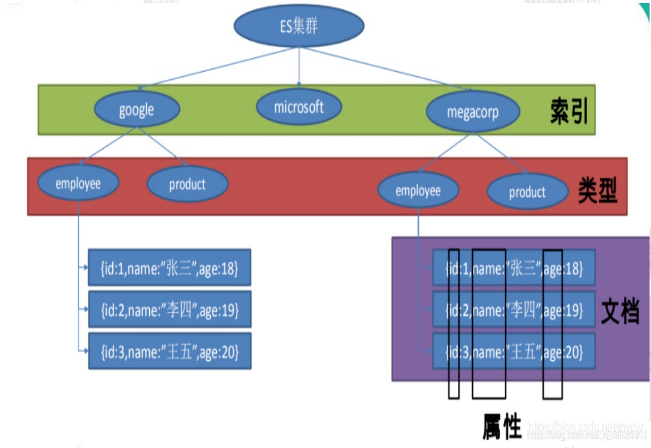 ES集群
google
microsoft
megacorp
索引
employee
product
employee
product
类型
{id:1,name:"张三",age:18}
{id:2,name:"李四",age:19}
{id:3,name:"王五",age:20}
{id:1,name:"张三",age:18}
{id:2,name:"李四",age:19}
{id:3,name:"王五",age:20}
文档
属性